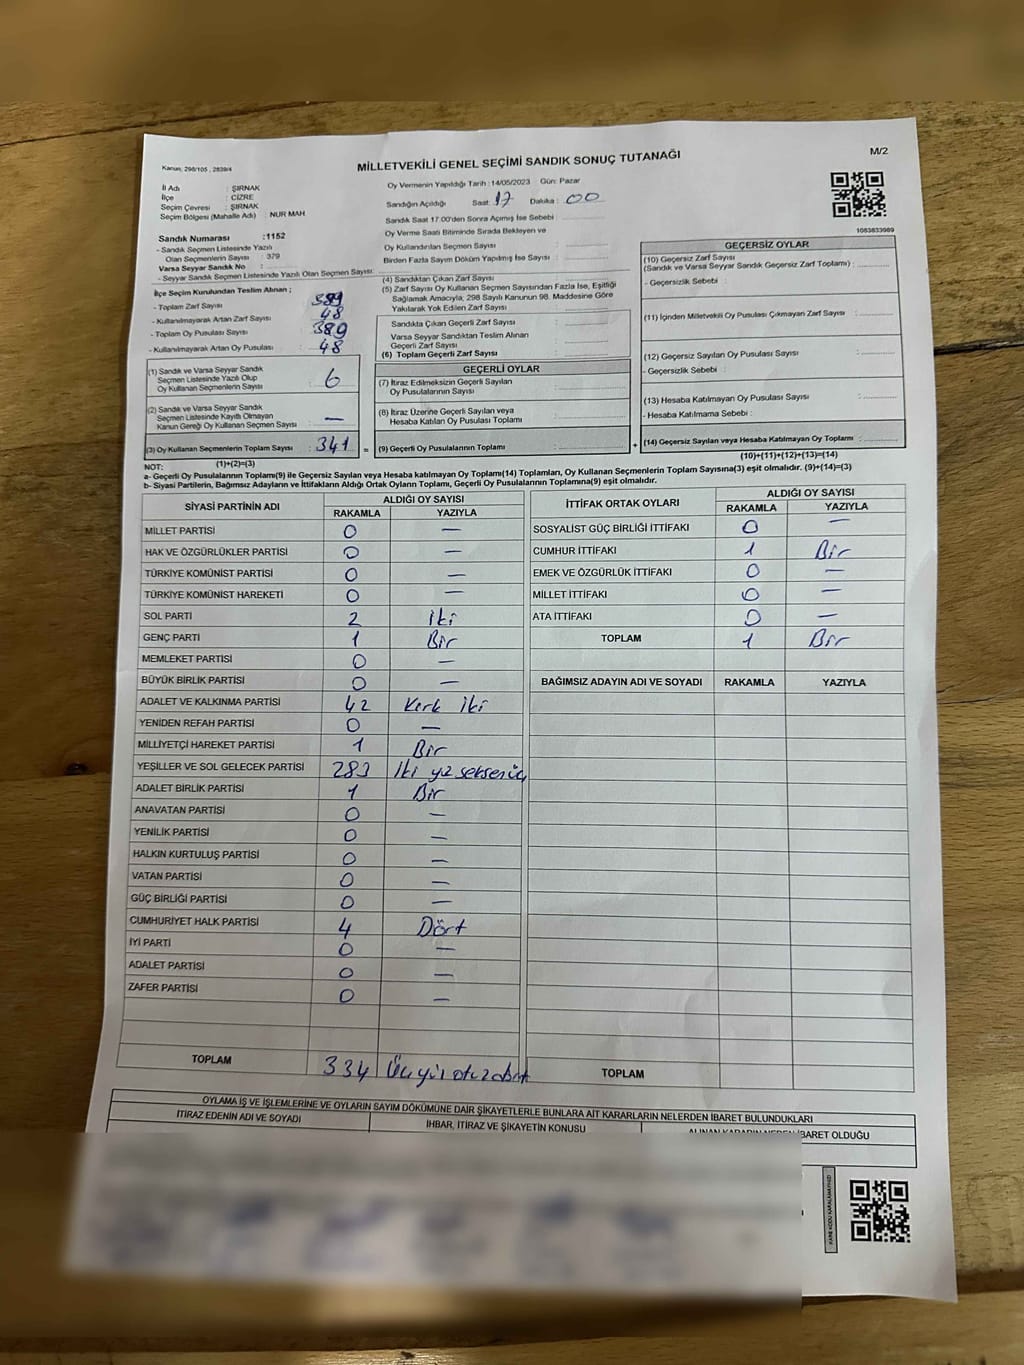 Kanun; 298/105 , 2839/4
MİLLETVEKİLİ GENEL SEÇİMİ SANDIK SONUÇ TUTANAĞI
M/2
İl Adı : ŞIRNAK
İlçe : CİZRE
Seçim Çevresi : ŞIRNAK
Seçim Bölgesi (Mahalle Adı) NUR MAH
Oy Vermenin Yapıldığı Tarih :14/05/2023 Gün: Pazar
Sandığın Açıldığı Saat: 17 Dakika: 00
Sandık Saat 17.00'den Sonra Açımış İse Sebebi :
Oy Verme Saati Bitiminde Sırada Bekleyen ve
Oy Kullandırılan Seçmen Sayısı
Birden Fazla Sayım Döküm Yapılmış İse Sayısı :
1083833989
Sandık Numarası :1152
- Sandık Seçmen Listesinde Yazılı
Olan Seçmenlerin Sayısı : 379
Varsa Seyyar Sandık No :
- Seyyar Sandık Seçmen Listesinde Yazılı Olan Seçmen Sayısı:
İlçe Seçim Kurulundan Teslim Alınan ;
- Toplam Zarf Sayısı 389
- Kullanılmayarak Artan Zarf Sayısı 48
- Toplam Oy Pusulası Sayısı 389
- Kullanılmayarak Artan Oy Pusulası 48
(1) Sandık ve Varsa Seyyar Sandık
Seçmen Listesinde Yazılı Olup
Oy Kullanan Seçmenlerin Sayısı 6
(2) Sandık ve Varsa Seyyar Sandık
Seçmen Listesinde Kayıtlı Olmayan
Kanun Gereği Oy Kullanan Seçmen Sayısı : —
(3) Oy Kullanan Seçmenlerin Toplam Sayısı : 341 =
(1)+(2)=(3)
(4) Sandıktan Çıkan Zarf Sayısı
(5) Zarf Sayısı Oy Kullanan Seçmen Sayısından Fazla İse, Eşitliği
Sağlamak Amacıyla; 298 Sayılı Kanunun 98. Maddesine Göre
Yakılarak Yok Edilen Zarf Sayısı :
Sandıkta Çıkan Geçerli Zarf Sayısı :
Varsa Seyyar Sandıktan Teslim Alınan
Geçerli Zarf Sayısı
(6) Toplam Geçerli Zarf Sayısı
GEÇERLİ OYLAR
(7) İtiraz Edilmeksizin Geçerli Sayılan
Oy Pusulalarının Sayısı
(8) İtiraz Üzerine Geçerli Sayılan veya
Hesaba Katılan Oy Pusulası Toplamı :
(9) Geçerli Oy Pusulalarının Toplamı : +
GEÇERSİZ OYLAR
(10) Geçersiz Zarf Sayısı
(Sandık ve Varsa Seyyar Sandık Geçersiz Zarf Toplamı) :
- Geçersizlik Sebebi :
(11) İçinden Milletvekili Oy Pusulası Çıkmayan Zarf Sayısı :
(12) Geçersiz Sayılan Oy Pusulası Sayısı :
- Geçersizlik Sebebi :
(13) Hesaba Katılmayan Oy Pusulası Sayısı :
- Hesaba Katılmama Sebebi :
(14) Geçersiz Sayılan veya Hesaba Katılmayan Oy Toplamı :
(10)+(11)+(12)+(13)=(14)
NOT:
a- Geçerli Oy Pusulalarının Toplamı(9) ile Geçersiz Sayılan veya Hesaba katılmayan Oy Toplamı(14) Toplamları, Oy Kullanan Seçmenlerin Toplam Sayısına(3) eşit olmalıdır. (9)+(14)=(3)
b- Siyasi Partilerin, Bağımsız Adayların ve İttifakların Aldığı Ortak Oyların Toplamı, Geçerli Oy Pusulalarının Toplamına(9) eşit olmalıdır.
SİYASİ PARTİNİN ADI ALDIĞI OY SAYISI
RAKAMLA YAZIYLA
MİLLET PARTİSİ 0 —
HAK VE ÖZGÜRLÜKLER PARTİSİ 0 —
TÜRKİYE KOMÜNİST PARTİSİ 0 —
TÜRKİYE KOMÜNİST HAREKETİ 0 —
SOL PARTİ 2 iki
GENÇ PARTİ 1 Bir
MEMLEKET PARTİSİ 0 —
BÜYÜK BİRLİK PARTİSİ 0 —
ADALET VE KALKINMA PARTİSİ 42 Kırk iki
YENİDEN REFAH PARTİSİ 0 —
MİLLİYETÇİ HAREKET PARTİSİ 1 Bir
YEŞİLLER VE SOL GELECEK PARTİSİ 283 İki yz seksenüç
ADALET BİRLİK PARTİSİ 1 Bir
ANAVATAN PARTİSİ 0 —
YENİLİK PARTİSİ 0 —
HALKIN KURTULUŞ PARTİSİ 0 —
VATAN PARTİSİ 0 —
GÜÇ BİRLİĞİ PARTİSİ 0 —
CUMHURİYET HALK PARTİSİ 4 Dört
İYİ PARTİ 0 —
ADALET PARTİSİ 0 —
ZAFER PARTİSİ 0 —
TOPLAM 334
İTTİFAK ORTAK OYLARI ALDIĞI OY SAYISI
RAKAMLA YAZIYLA
SOSYALİST GÜÇ BİRLİĞİ İTTİFAKI 0 —
CUMHUR İTTİFAKI 1 Bir
EMEK VE ÖZGÜRLÜK İTTİFAKI 0 —
MİLLET İTTİFAKI 0 —
ATA İTTİFAKI 0 —
TOPLAM 1 Bir
BAĞIMSIZ ADAYIN ADI VE SOYADI RAKAMLA YAZIYLA
TOPLAM
OYLAMA İŞ VE İŞLEMLERİNE VE OYLARIN SAYIM DÖKÜMÜNE DAİR ŞİKAYETLERLE BUNLARA AİT KARARLARIN NELERDEN İBARET BULUNDUKLARI
İTİRAZ EDENİN ADI VE SOYADI IHBAR, İTİRAZ VE ŞİKAYETİN KONUSU ALINAN KARARIN NEDEN İBARET OLDUĞU